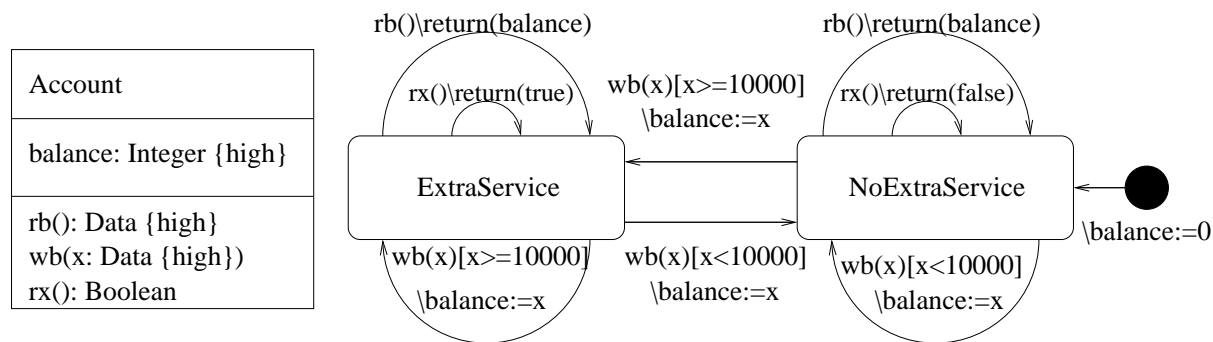 Account
balance: Integer {high}
rb(): Data {high}
wb(x: Data {high})
rx(): Boolean
rb()\return(balance)
rx()\return(true)
ExtraService
wb(x)[x>=10000]
\balance:=x
wb(x)[x>=10000]
\balance:=x
wb(x)[x<10000]
\balance:=x
rb()\return(balance)
rx()\return(false)
NoExtraService
wb(x)[x<10000]
\balance:=x
\balance:=0